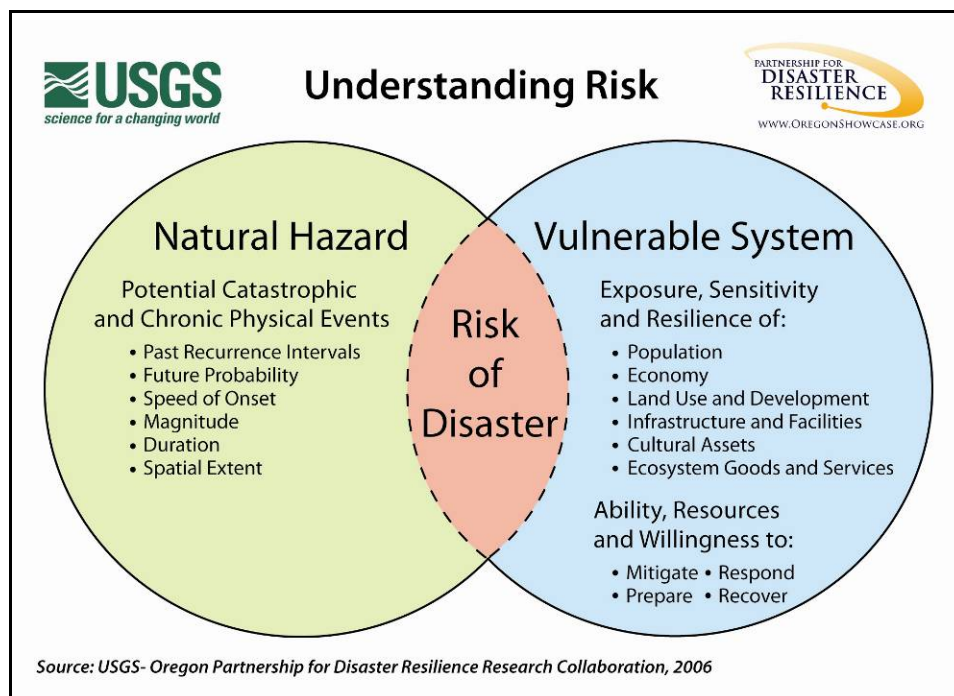 USGS
science for a changing world
Understanding Risk
PARTNERSHIP FOR
DISASTER
RESILIENCE
WWW.OREGONSHOWCASE.ORG
Natural Hazard
Potential Catastrophic
and Chronic Physical Events
• Past Recurrence Intervals
• Future Probability
• Speed of Onset
• Magnitude
• Duration
• Spatial Extent
Risk
of
Disaster
Vulnerable System
Exposure, Sensitivity
and Resilience of:
• Population
• Economy
• Land Use and Development
• Infrastructure and Facilities
• Cultural Assets
• Ecosystem Goods and Services
Ability, Resources
and Willingness to:
• Mitigate • Respond
• Prepare • Recover
Source: USGS- Oregon Partnership for Disaster Resilience Research Collaboration, 2006